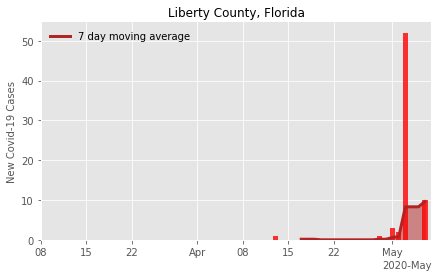 Liberty County, Florida
7 day moving average
New Covid-19 Cases
50
40
30
20
10
0
08 15 22 Apr 08 15 22 May
2020-May